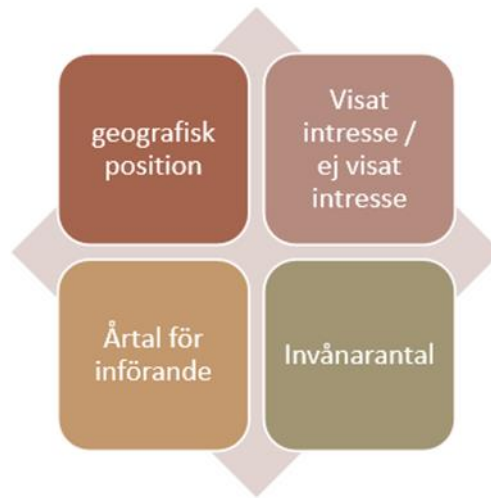 geografisk
position
Visat
intresse /
ej visat
intresse
Årtal för
införande
Invånarantal